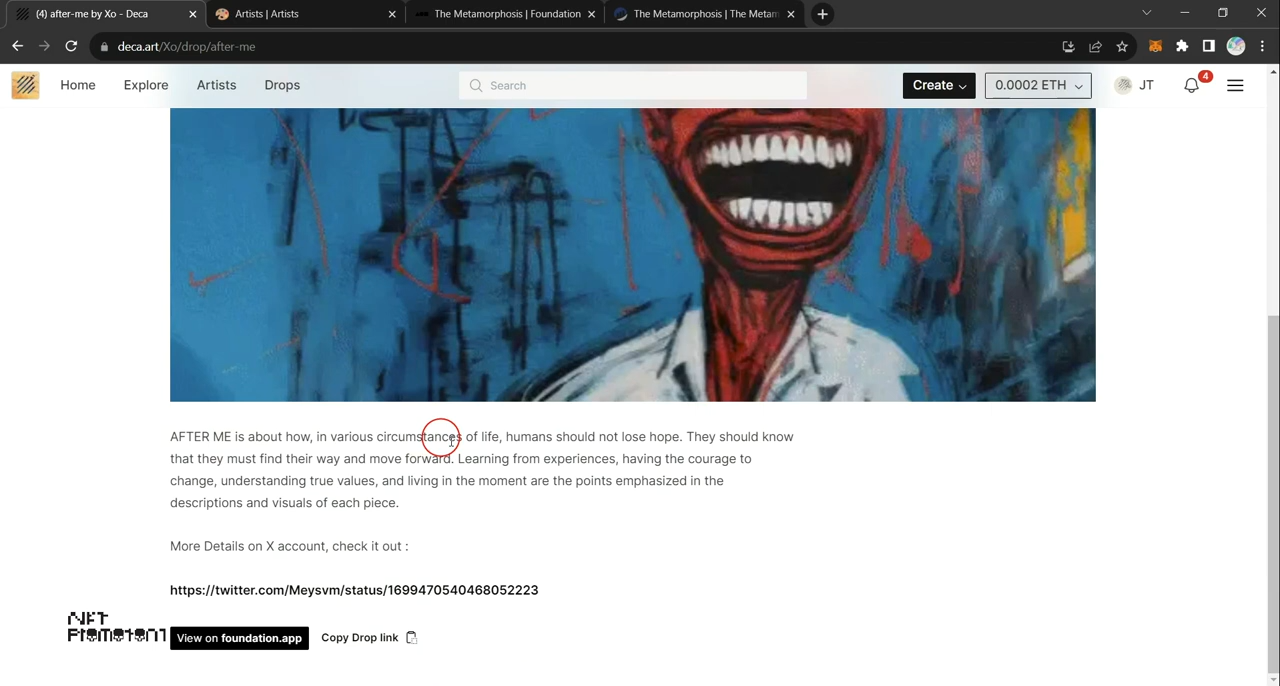 (4) after-me by Xo - Deca
Artists | Artists
The Metamorphosis | Foundation
The Metamorphosis | The Metam
deca.art/Xo/drop/after-me
Home
Explore
Artists
Drops
Search
Create
0.0002 ETH
JT
4
AFTER ME is about how, in various circumstances of life, humans should not lose hope. They should know
that they must find their way and move forward. Learning from experiences, having the courage to
change, understanding true values, and living in the moment are the points emphasized in the
descriptions and visuals of each piece.
More Details on X account, check it out :
https://twitter.com/Meysvm/status/1699470540468052223
NFT
View on foundation.app
Copy Drop link